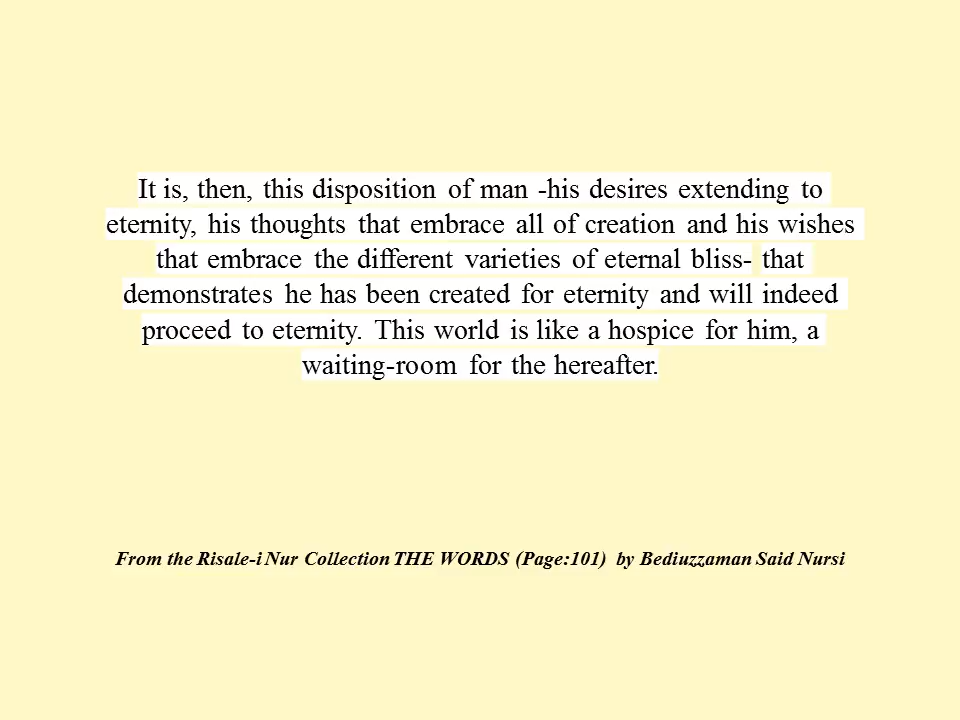 It is, then, this disposition of man -his desires extending to
eternity, his thoughts that embrace all of creation and his wishes
that embrace the different varieties of eternal bliss- that
demonstrates he has been created for eternity and will indeed
proceed to eternity. This world is like a hospice for him, a
waiting-room for the hereafter.
From the Risale-i Nur Collection THE WORDS (Page:101) by Bediuzzaman Said Nursi